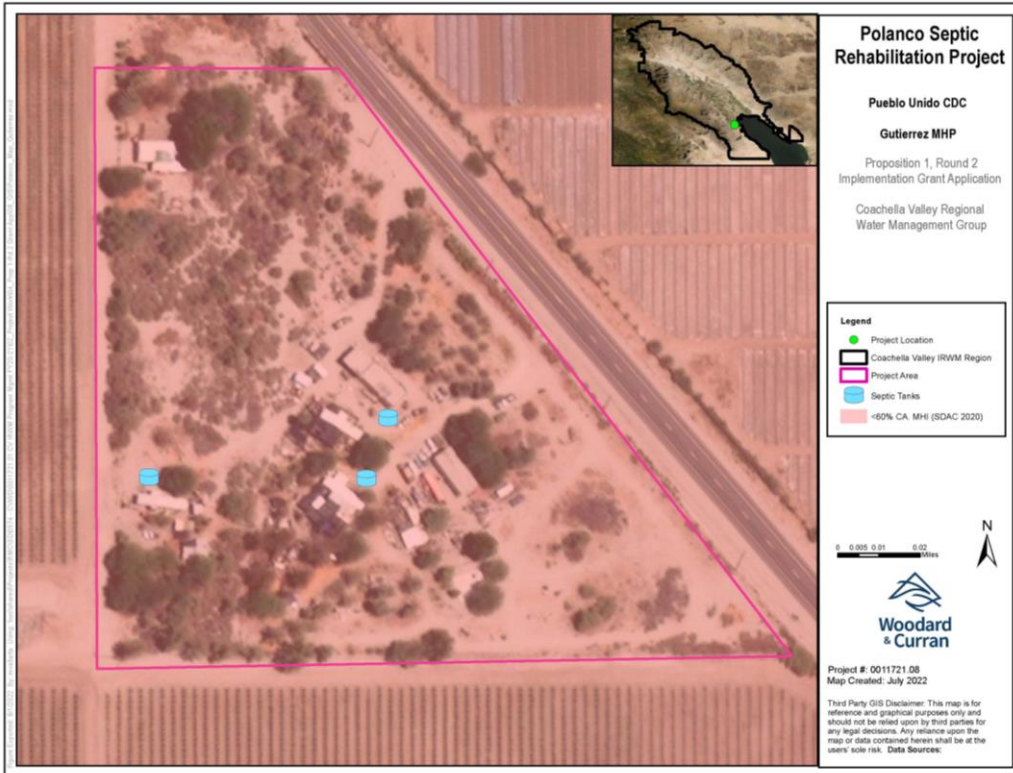 Polanco Septic
Rehabilitation Project
Pueblo Unido CDC
Gutierrez MHP
Proposition 1, Round 2
Implementation Grant Application
Coachella Valley Regional
Water Management Group
Legend
Project Location
Coachella Valley IRWM Region
Project Area
Septic Tanks
<60% CA. MHI (SDAC 2020)
N
0 0.005 0.01 0.02
Miles
Woodard
& Curran
Project #: 0011721.08
Map Created: July 2022
Third Party GIS Disclaimer: This map is for
reference and graphical purposes only and
should not be relied upon by third parties for
any legal decisions. Any reliance upon the
map or data contained herein shall be at the
users' sole risk. Data Sources: